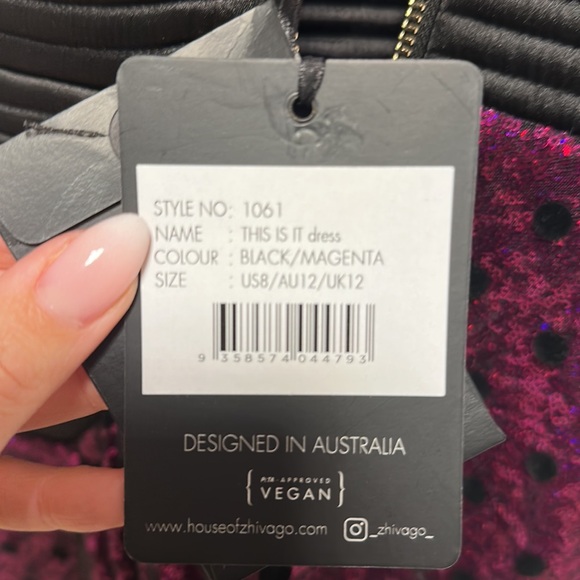 STYLE NO: 1061
NAME : THIS IS IT dress
COLOUR : BLACK/MAGENTA
SIZE : US8/AU12/UK12
9 358574 044793
DESIGNED IN AUSTRALIA
PETA-APPROVED
VEGAN
www.houseofzhivago.com _zhivago_